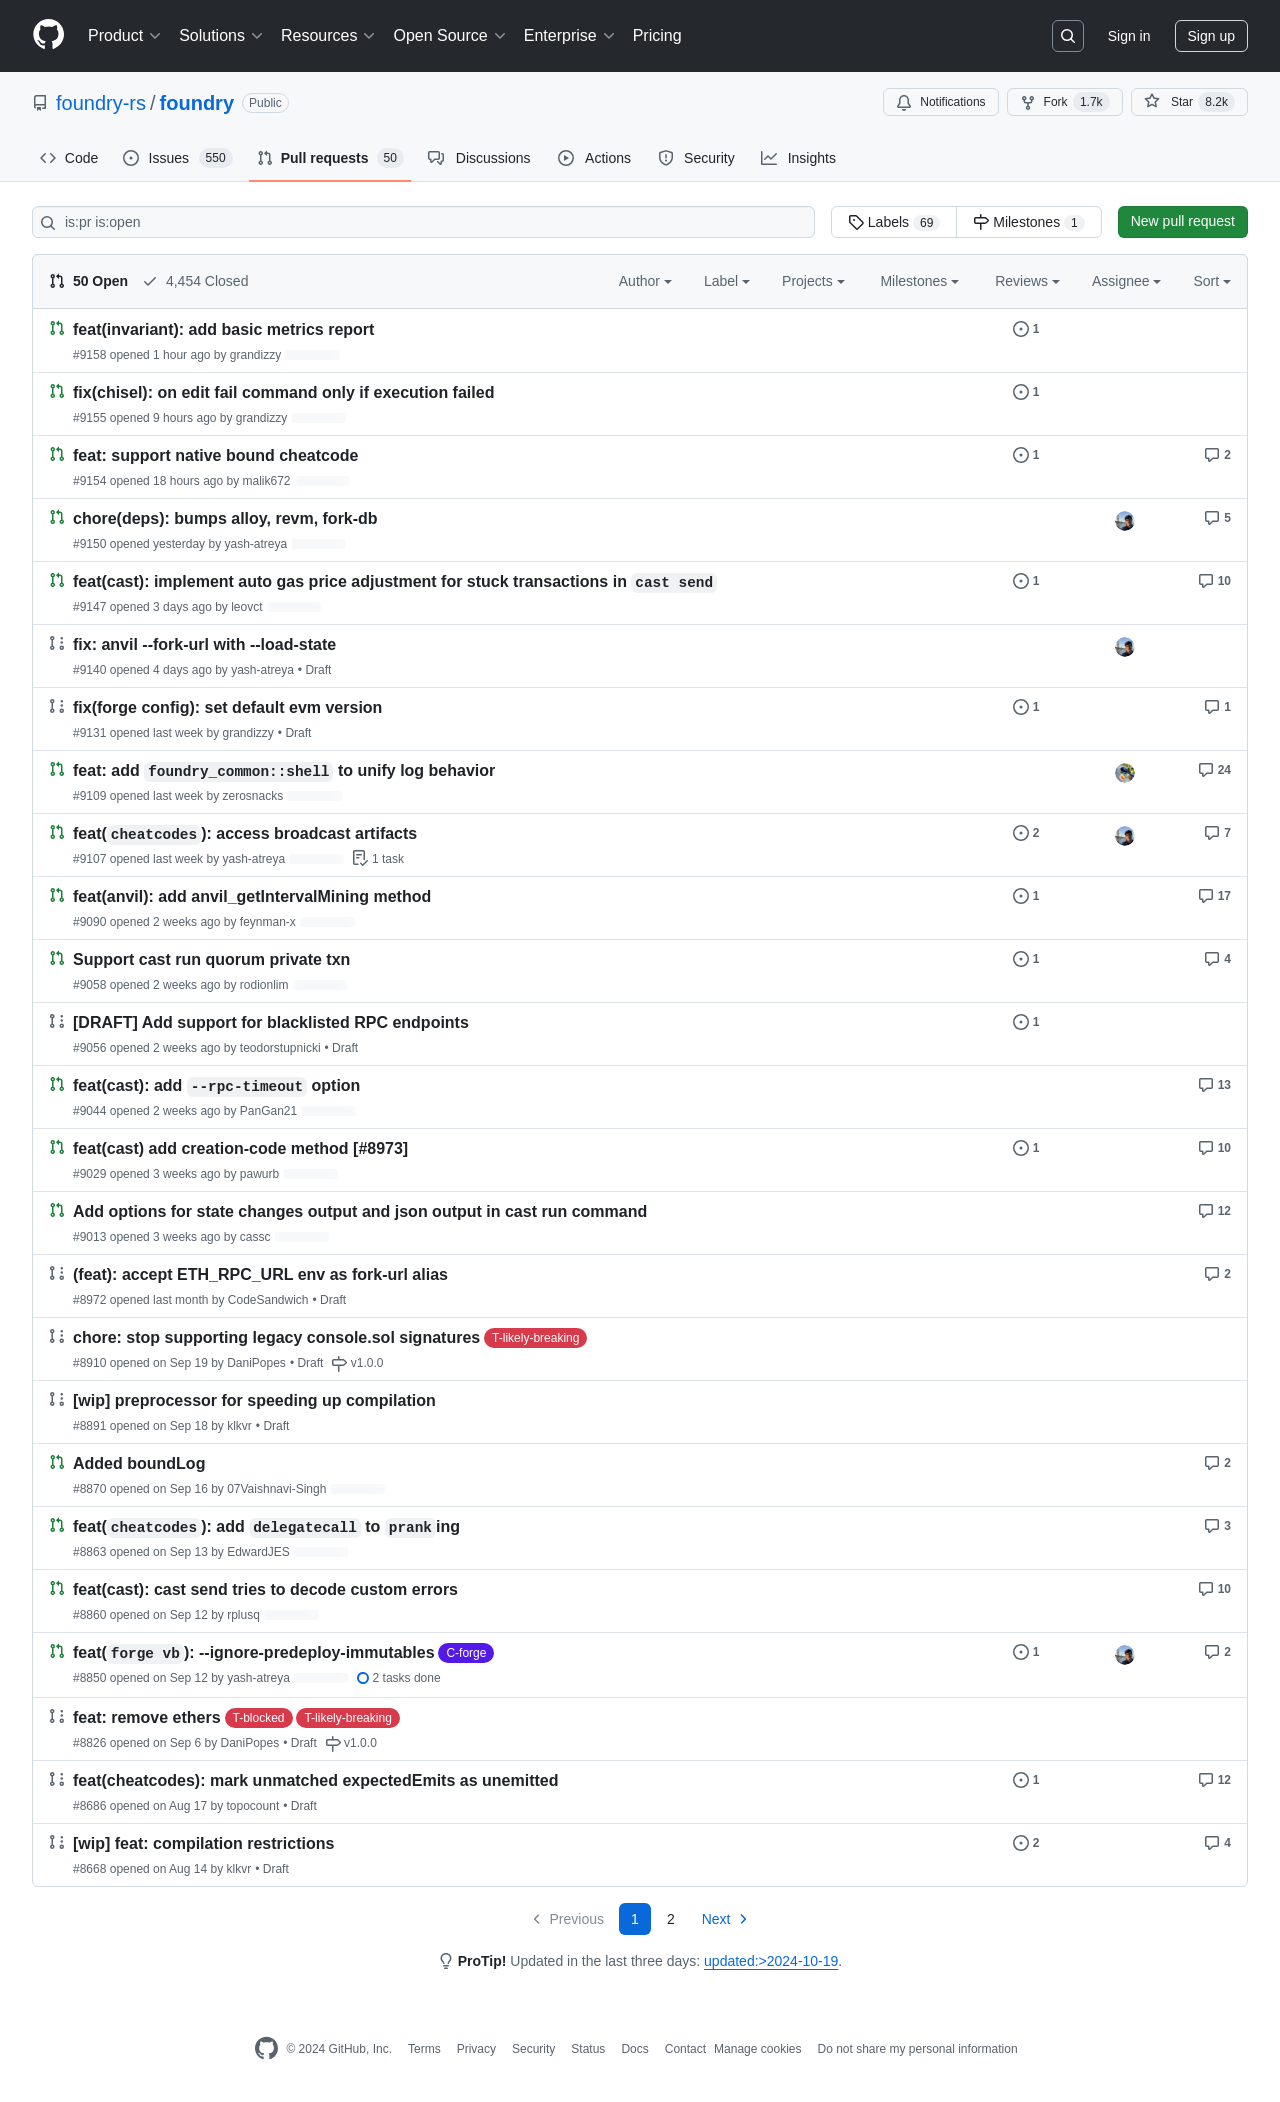 Product Solutions Resources Open Source Enterprise Pricing Sign in Sign up
foundry-rs / foundry Public Notifications Fork 1.7k Star 8.2k
Code Issues 550 Pull requests 50 Discussions Actions Security Insights
is:pr is:open Labels 69 Milestones 1 New pull request
50 Open 4,454 Closed Author Label Projects Milestones Reviews Assignee Sort
feat(invariant): add basic metrics report 1
#9158 opened 1 hour ago by grandizzy
fix(chisel): on edit fail command only if execution failed 1
#9155 opened 9 hours ago by grandizzy
feat: support native bound cheatcode 1 2
#9154 opened 18 hours ago by malik672
chore(deps): bumps alloy, revm, fork-db 5
#9150 opened yesterday by yash-atreya
feat(cast): implement auto gas price adjustment for stuck transactions in cast send 1 10
#9147 opened 3 days ago by leovct
fix: anvil --fork-url with --load-state
#9140 opened 4 days ago by yash-atreya • Draft
fix(forge config): set default evm version 1 1
#9131 opened last week by grandizzy • Draft
feat: add foundry_common::shell to unify log behavior 24
#9109 opened last week by zerosnacks
feat(cheatcodes): access broadcast artifacts 2 7
#9107 opened last week by yash-atreya 1 task
feat(anvil): add anvil_getIntervalMining method 1 17
#9090 opened 2 weeks ago by feynman-x
Support cast run quorum private txn 1 4
#9058 opened 2 weeks ago by rodionlim
[DRAFT] Add support for blacklisted RPC endpoints 1
#9056 opened 2 weeks ago by teodorstupnicki • Draft
feat(cast): add --rpc-timeout option 13
#9044 opened 2 weeks ago by PanGan21
feat(cast) add creation-code method [#8973] 1 10
#9029 opened 3 weeks ago by pawurb
Add options for state changes output and json output in cast run command 12
#9013 opened 3 weeks ago by cassc
(feat): accept ETH_RPC_URL env as fork-url alias 2
#8972 opened last month by CodeSandwich • Draft
chore: stop supporting legacy console.sol signatures T-likely-breaking
#8910 opened on Sep 19 by DaniPopes • Draft v1.0.0
[wip] preprocessor for speeding up compilation
#8891 opened on Sep 18 by klkvr • Draft
Added boundLog 2
#8870 opened on Sep 16 by 07Vaishnavi-Singh
feat(cheatcodes): add delegatecall to pranking 3
#8863 opened on Sep 13 by EdwardJES
feat(cast): cast send tries to decode custom errors 10
#8860 opened on Sep 12 by rplusq
feat(forge vb): --ignore-predeploy-immutables C-forge 1 2
#8850 opened on Sep 12 by yash-atreya 2 tasks done
feat: remove ethers T-blocked T-likely-breaking
#8826 opened on Sep 6 by DaniPopes • Draft v1.0.0
feat(cheatcodes): mark unmatched expectedEmits as unemitted 1 12
#8686 opened on Aug 17 by topocount • Draft
[wip] feat: compilation restrictions 2 4
#8668 opened on Aug 14 by klkvr • Draft
Previous 1 2 Next
ProTip! Updated in the last three days: updated:>2024-10-19.
© 2024 GitHub, Inc. Terms Privacy Security Status Docs Contact Manage cookies Do not share my personal information